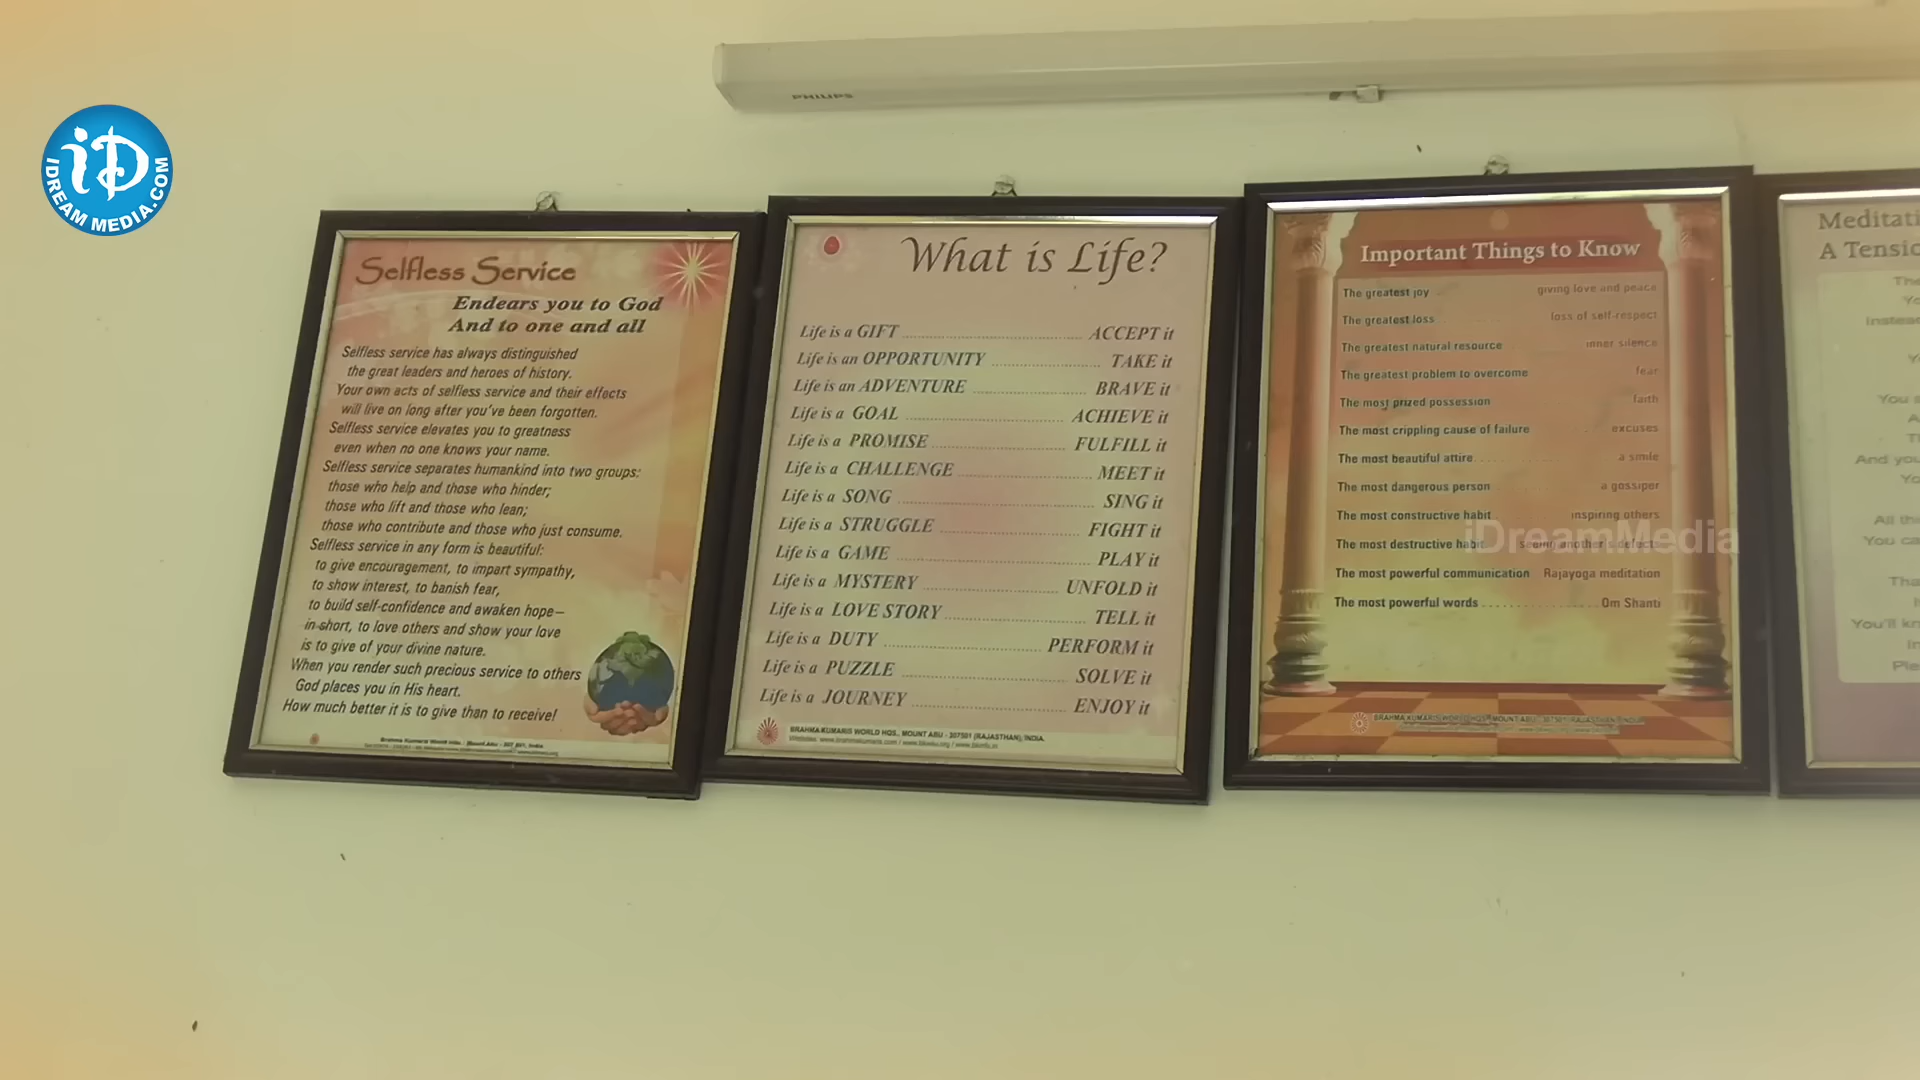 PHILIPS
iD
IDREAM MEDIA.COM
Selfless Service
Endears you to God
And to one and all
Selfless service has always distinguished
the great leaders and heroes of history.
Your own acts of selfless service and their effects
will live on long after you've been forgotten.
Selfless service elevates you to greatness
even when no one knows your name.
Selfless service separates humankind into two groups:
those who help and those who hinder;
those who lift and those who lean;
those who contribute and those who just consume.
Selfless service in any form is beautiful:
to give encouragement, to impart sympathy,
to show interest, to banish fear,
to build self-confidence and awaken hope—
in short, to love others and show your love
is to give of your divine nature.
When you render such precious service to others
God places you in His heart.
How much better it is to give than to receive!
What is Life?
Life is a GIFT ACCEPT it
Life is an OPPORTUNITY TAKE it
Life is an ADVENTURE BRAVE it
Life is a GOAL ACHIEVE it
Life is a PROMISE FULFILL it
Life is a CHALLENGE MEET it
Life is a SONG SING it
Life is a STRUGGLE FIGHT it
Life is a GAME PLAY it
Life is a MYSTERY UNFOLD it
Life is a LOVE STORY TELL it
Life is a DUTY PERFORM it
Life is a PUZZLE SOLVE it
Life is a JOURNEY ENJOY it
BRAHMA KUMARIS WORLD HQS., MOUNT ABU - 307501 (RAJASTHAN) INDIA.
Important Things to Know
The greatest joy giving love and peace
The greatest loss loss of self-respect
The greatest natural resource inner silence
The greatest problem to overcome fear
The most prized possession faith
The most crippling cause of failure excuses
The most beautiful attire a smile
The most dangerous person a gossiper
The most constructive habit inspiring others
The most destructive habit seeing another's defects
iDreamMedia
The most powerful communication Rajayoga meditation
The most powerful words Om Shanti
BRAHMA KUMARIS WORLD HQS., MOUNT ABU - 307501 (RAJASTHAN) INDIA
Meditati
A Tensio